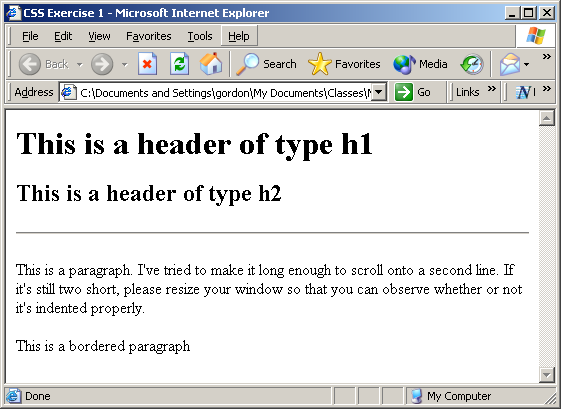 CSS Exercise 1 - Microsoft Internet Explorer
File Edit View Favorites Tools Help
Back Search Favorites Media »
Address C:\Documents and Settings\gordon\My Documents\Classes\ Go Links » N »
This is a header of type h1
This is a header of type h2
This is a paragraph. I've tried to make it long enough to scroll onto a second line. If
it's still two short, please resize your window so that you can observe whether or not
it's indented properly.
This is a bordered paragraph
Done My Computer